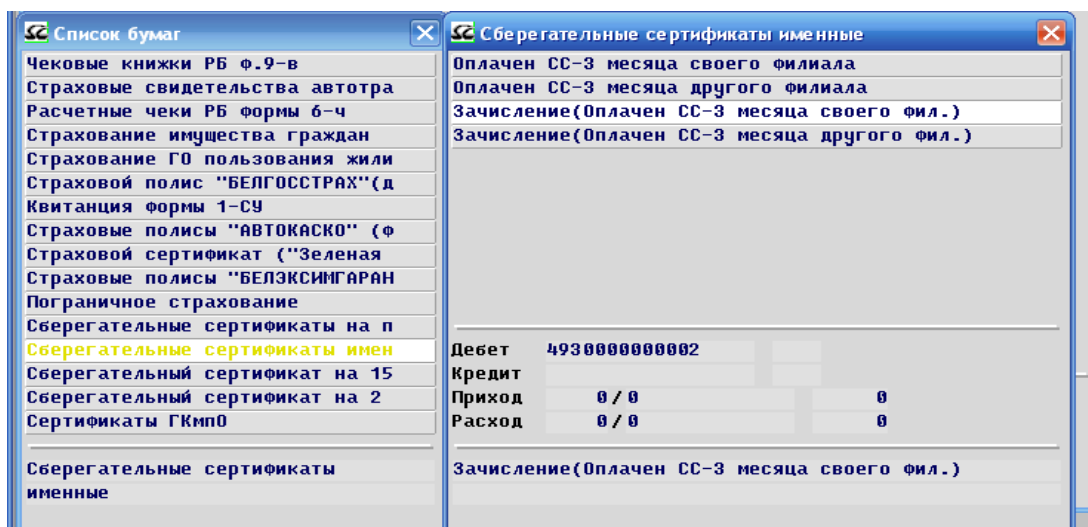 Список бумаг
Чековые книжки РБ ф.9-в
Страховые свидетельства автотра
Расчетные чеки РБ формы 6-ч
Страхование имущества граждан
Страхование ГО пользования жили
Страховой полис "БЕЛГОССТРАХ"(д
Квитанция формы 1-СУ
Страховые полисы "АВТОКАСКО" (ф
Страховой сертификат ("Зеленая
Страховые полисы "БЕЛЭКСИМГАРАН
Пограничное страхование
Сберегательные сертификаты на п
Сберегательные сертификаты имен
Сберегательный сертификат на 15
Сберегательный сертификат на 2
Сертификаты ГКмпО
Сберегательные сертификаты
именные
Сберегательные сертификаты именные
Оплачен СС-3 месяца своего филиала
Оплачен СС-3 месяца другого филиала
Зачисление(Оплачен СС-3 месяца своего фил.)
Зачисление(Оплачен СС-3 месяца другого фил.)
Дебет 4930000000002
Кредит
Приход 0/0 0
Расход 0/0 0
Зачисление(Оплачен СС-3 месяца своего фил.)